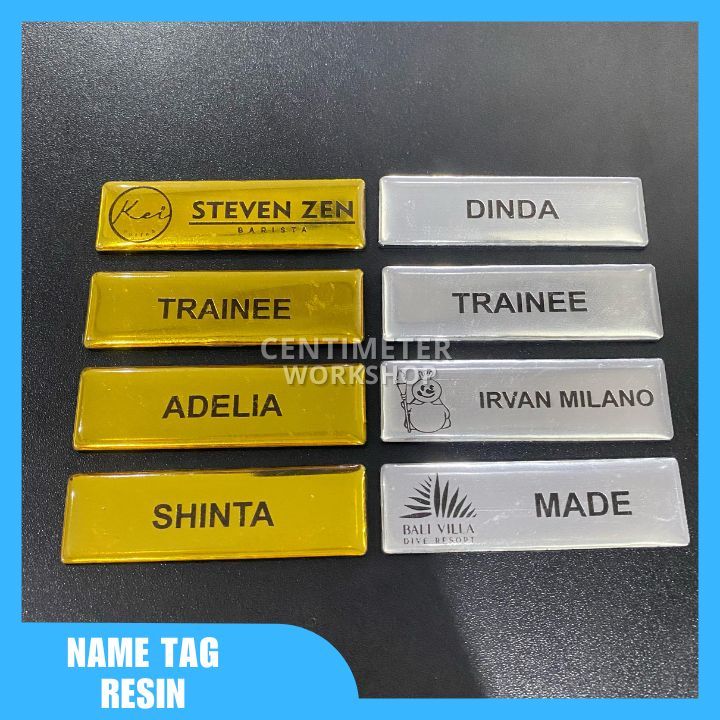 Kei
STEVEN ZEN
BARISTA
DINDA
TRAINEE
TRAINEE
CENTIMETER
WORKSHOP
ADELIA
IRVAN MILANO
SHINTA
BALI VILLA
DIVE RESORT
MADE
NAME TAG
RESIN